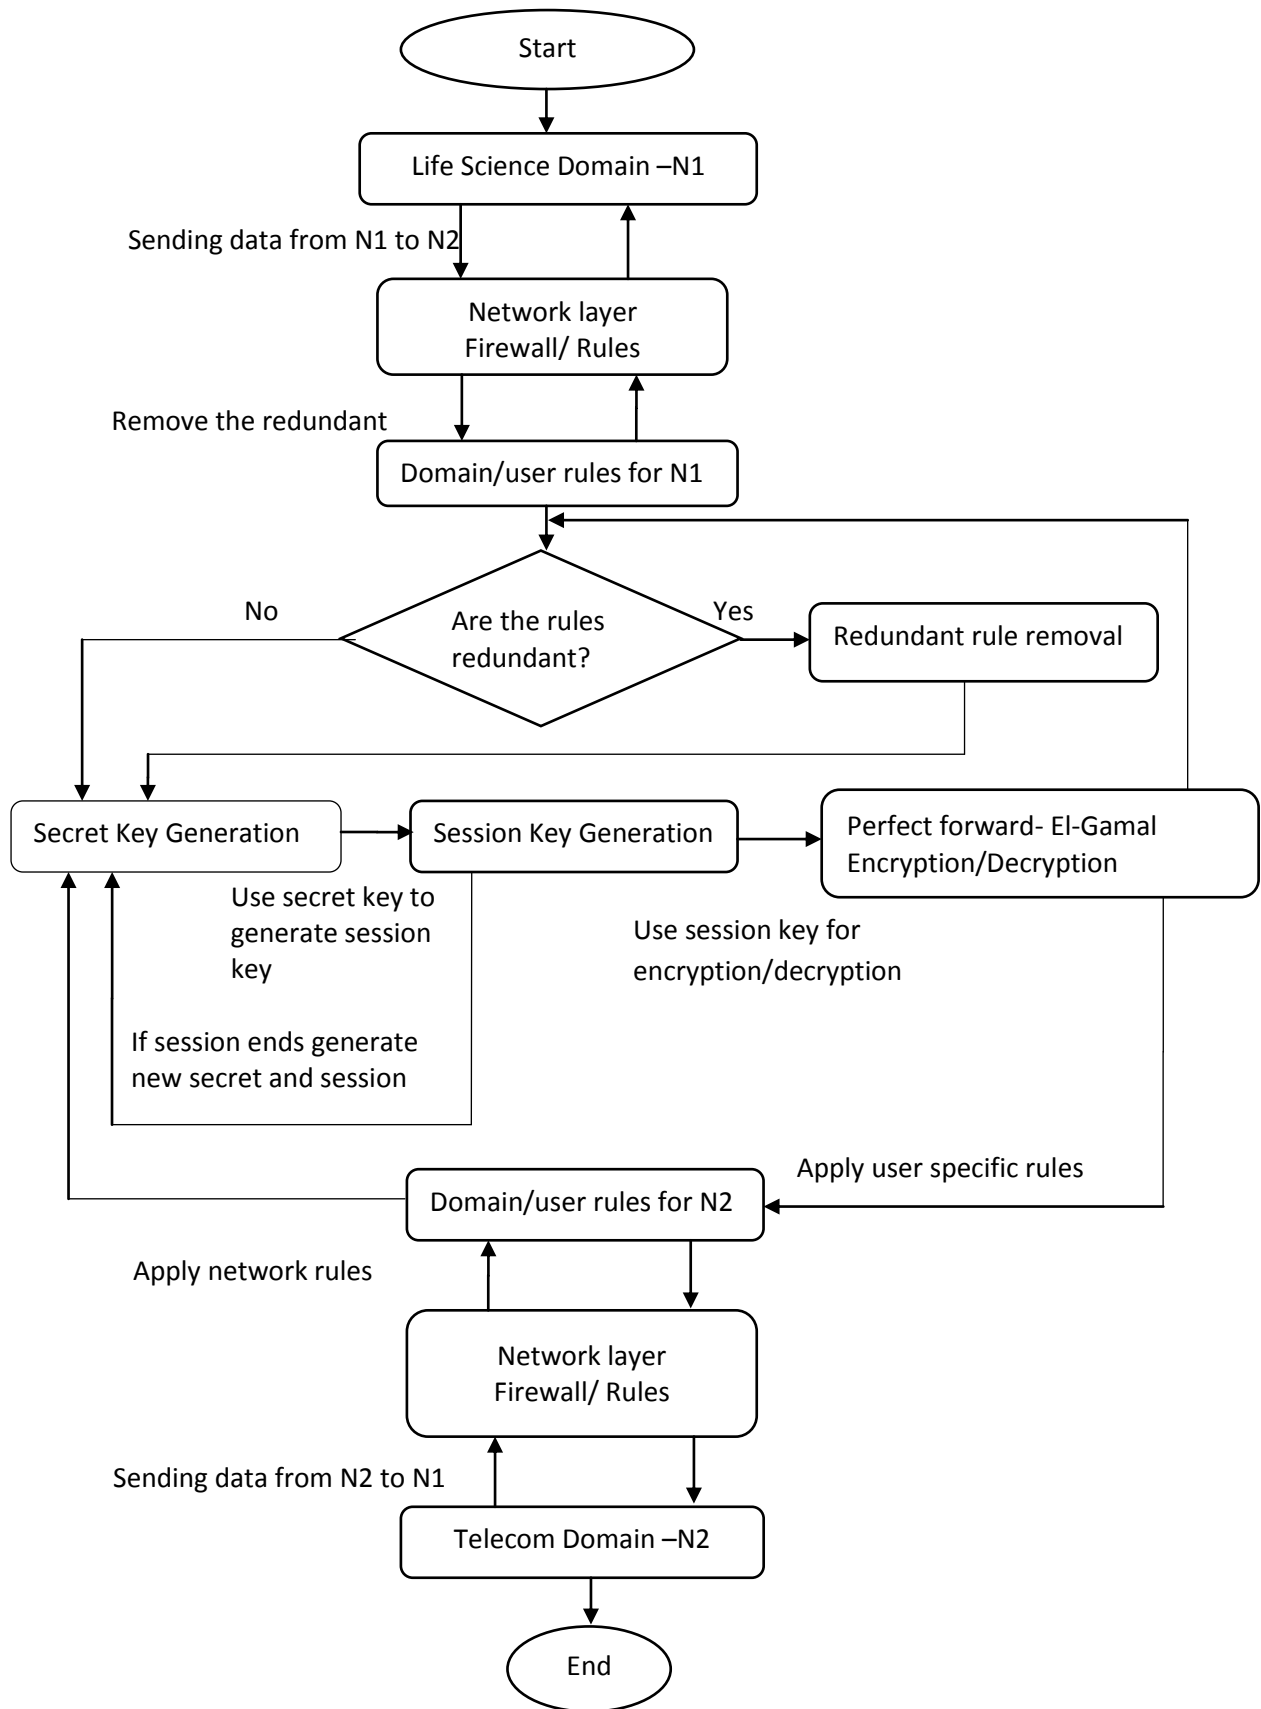 Start
Life Science Domain –N1
Sending data from N1 to N2
Network layer
Firewall/ Rules
Remove the redundant
Domain/user rules for N1
No
Are the rules
redundant?
Yes
Redundant rule removal
Secret Key Generation
Session Key Generation
Perfect forward- El-Gamal
Encryption/Decryption
Use secret key to
generate session
key
Use session key for
encryption/decryption
If session ends generate
new secret and session
Apply user specific rules
Domain/user rules for N2
Apply network rules
Network layer
Firewall/ Rules
Sending data from N2 to N1
Telecom Domain –N2
End